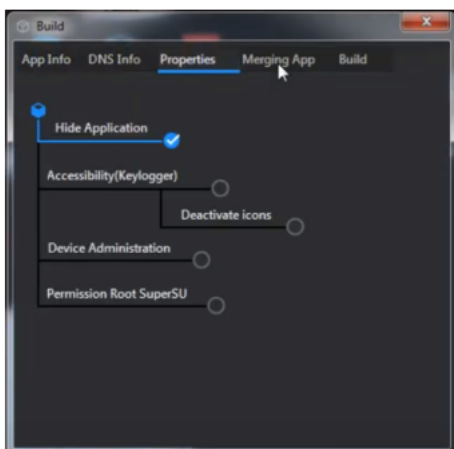 Build
App Info DNS Info Properties Merging App Build
Hide Application
Accessibility(Keylogger)
Deactivate icons
Device Administration
Permission Root SuperSU